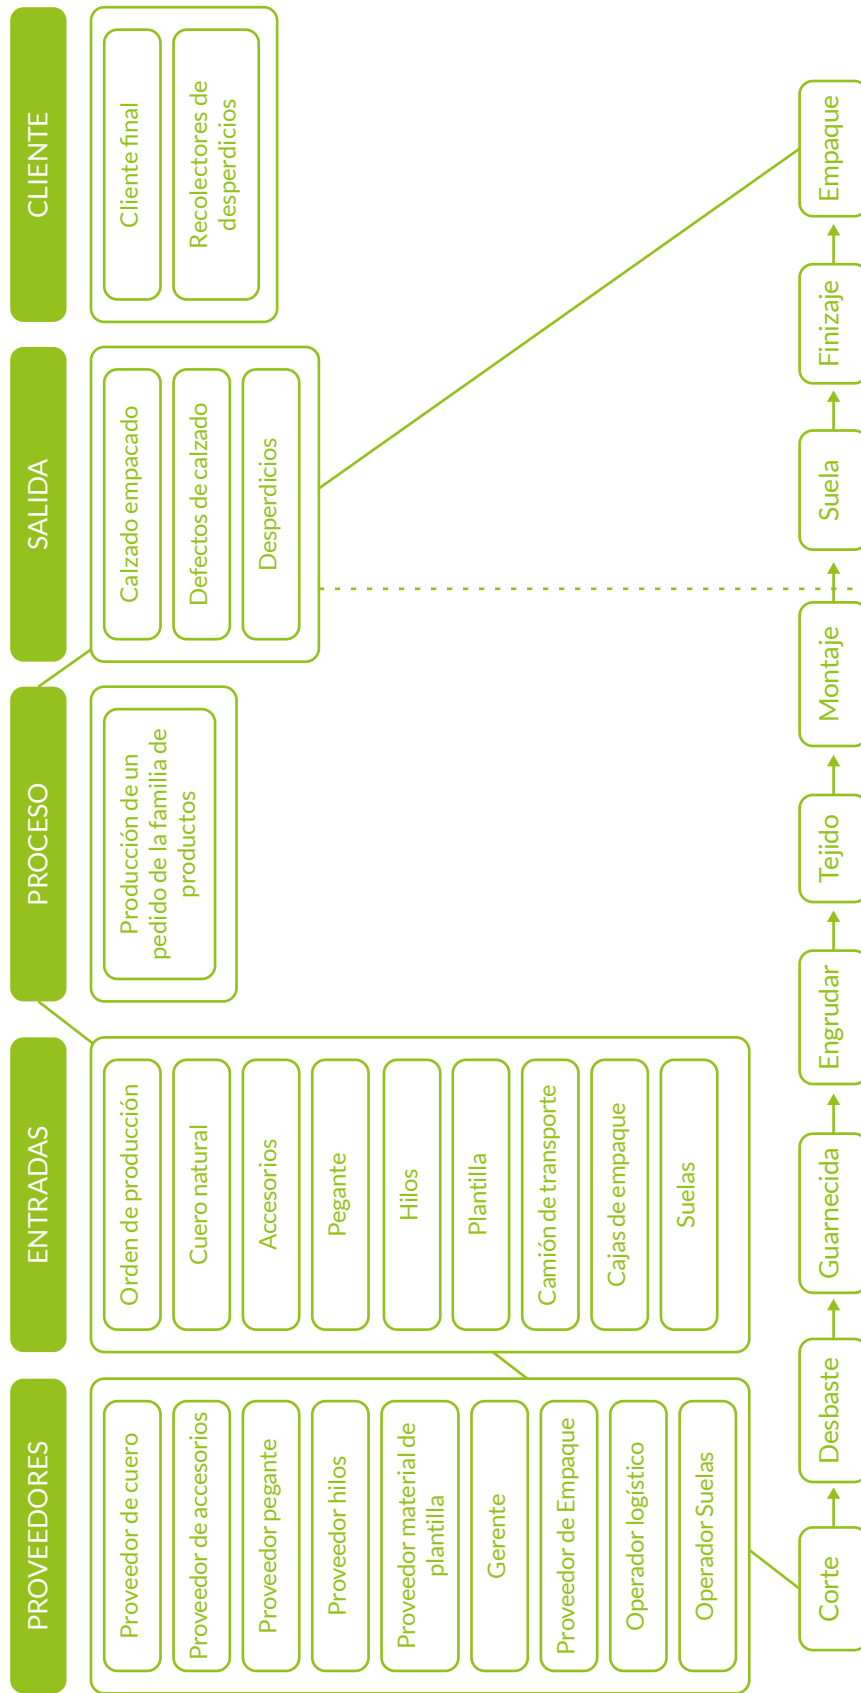 PROVEEDORES
Proveedor de cuero
Proveedor de accesorios
Proveedor pegante
Proveedor hilos
Proveedor material de
plantilla
Gerente
Proveedor de Empaque
Operador logístico
Operador Suelas
ENTRADAS
Orden de producción
Cuero natural
Accesorios
Pegante
Hilos
Plantilla
Camión de transporte
Cajas de empaque
Suelas
PROCESO
Producción de un
pedido de la familia de
productos
SALIDA
Calzado empacado
Defectos de calzado
Desperdicios
CLIENTE
Cliente final
Recolectores de
desperdicios
Corte
Desbaste
Guarnecida
Engrudar
Tejido
Montaje
Suela
Finizaje
Empaque